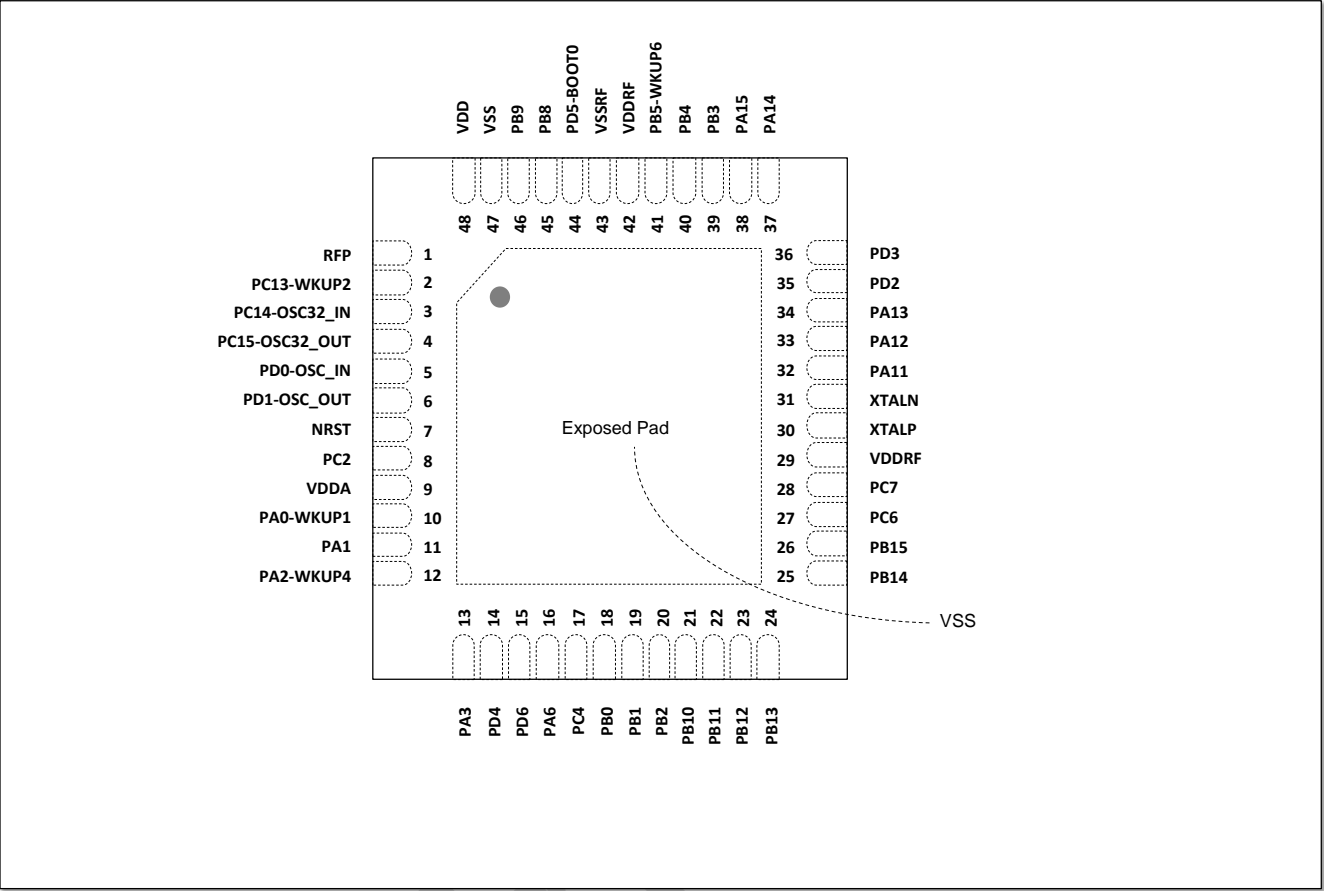 VDD
VSS
PB9
PB8
PD5-BOOT0
VSSRF
VDDRF
PB5-WKUP6
PB4
PB3
PA15
PA14
48
47
46
45
44
43
42
41
40
39
38
37
RFP 1
PC13-WKUP2 2
PC14-OSC32_IN 3
PC15-OSC32_OUT 4
PD0-OSC_IN 5
PD1-OSC_OUT 6
NRST 7
PC2 8
VDDA 9
PA0-WKUP1 10
PA1 11
PA2-WKUP4 12
36 PD3
35 PD2
34 PA13
33 PA12
32 PA11
31 XTALN
30 XTALP
29 VDDRF
28 PC7
27 PC6
26 PB15
25 PB14
Exposed Pad
VSS
13
14
15
16
17
18
19
20
21
22
23
24
PA3
PD4
PD6
PA6
PC4
PB0
PB1
PB2
PB10
PB11
PB12
PB13